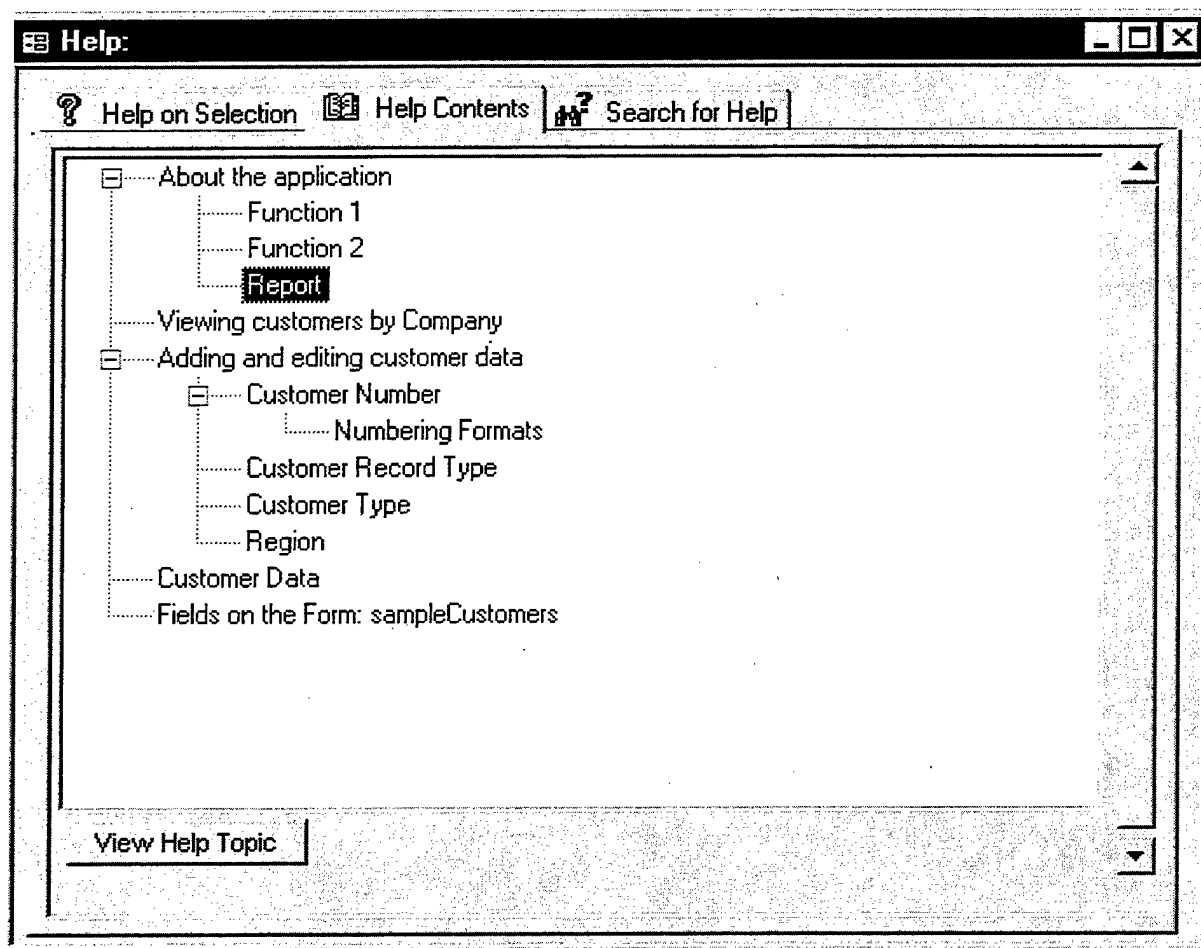 Help:
Help on Selection Help Contents Search for Help
About the application
Function 1
Function 2
Report
Viewing customers by Company
Adding and editing customer data
Customer Number
Numbering Formats
Customer Record Type
Customer Type
Region
Customer Data
Fields on the Form: sampleCustomers
View Help Topic